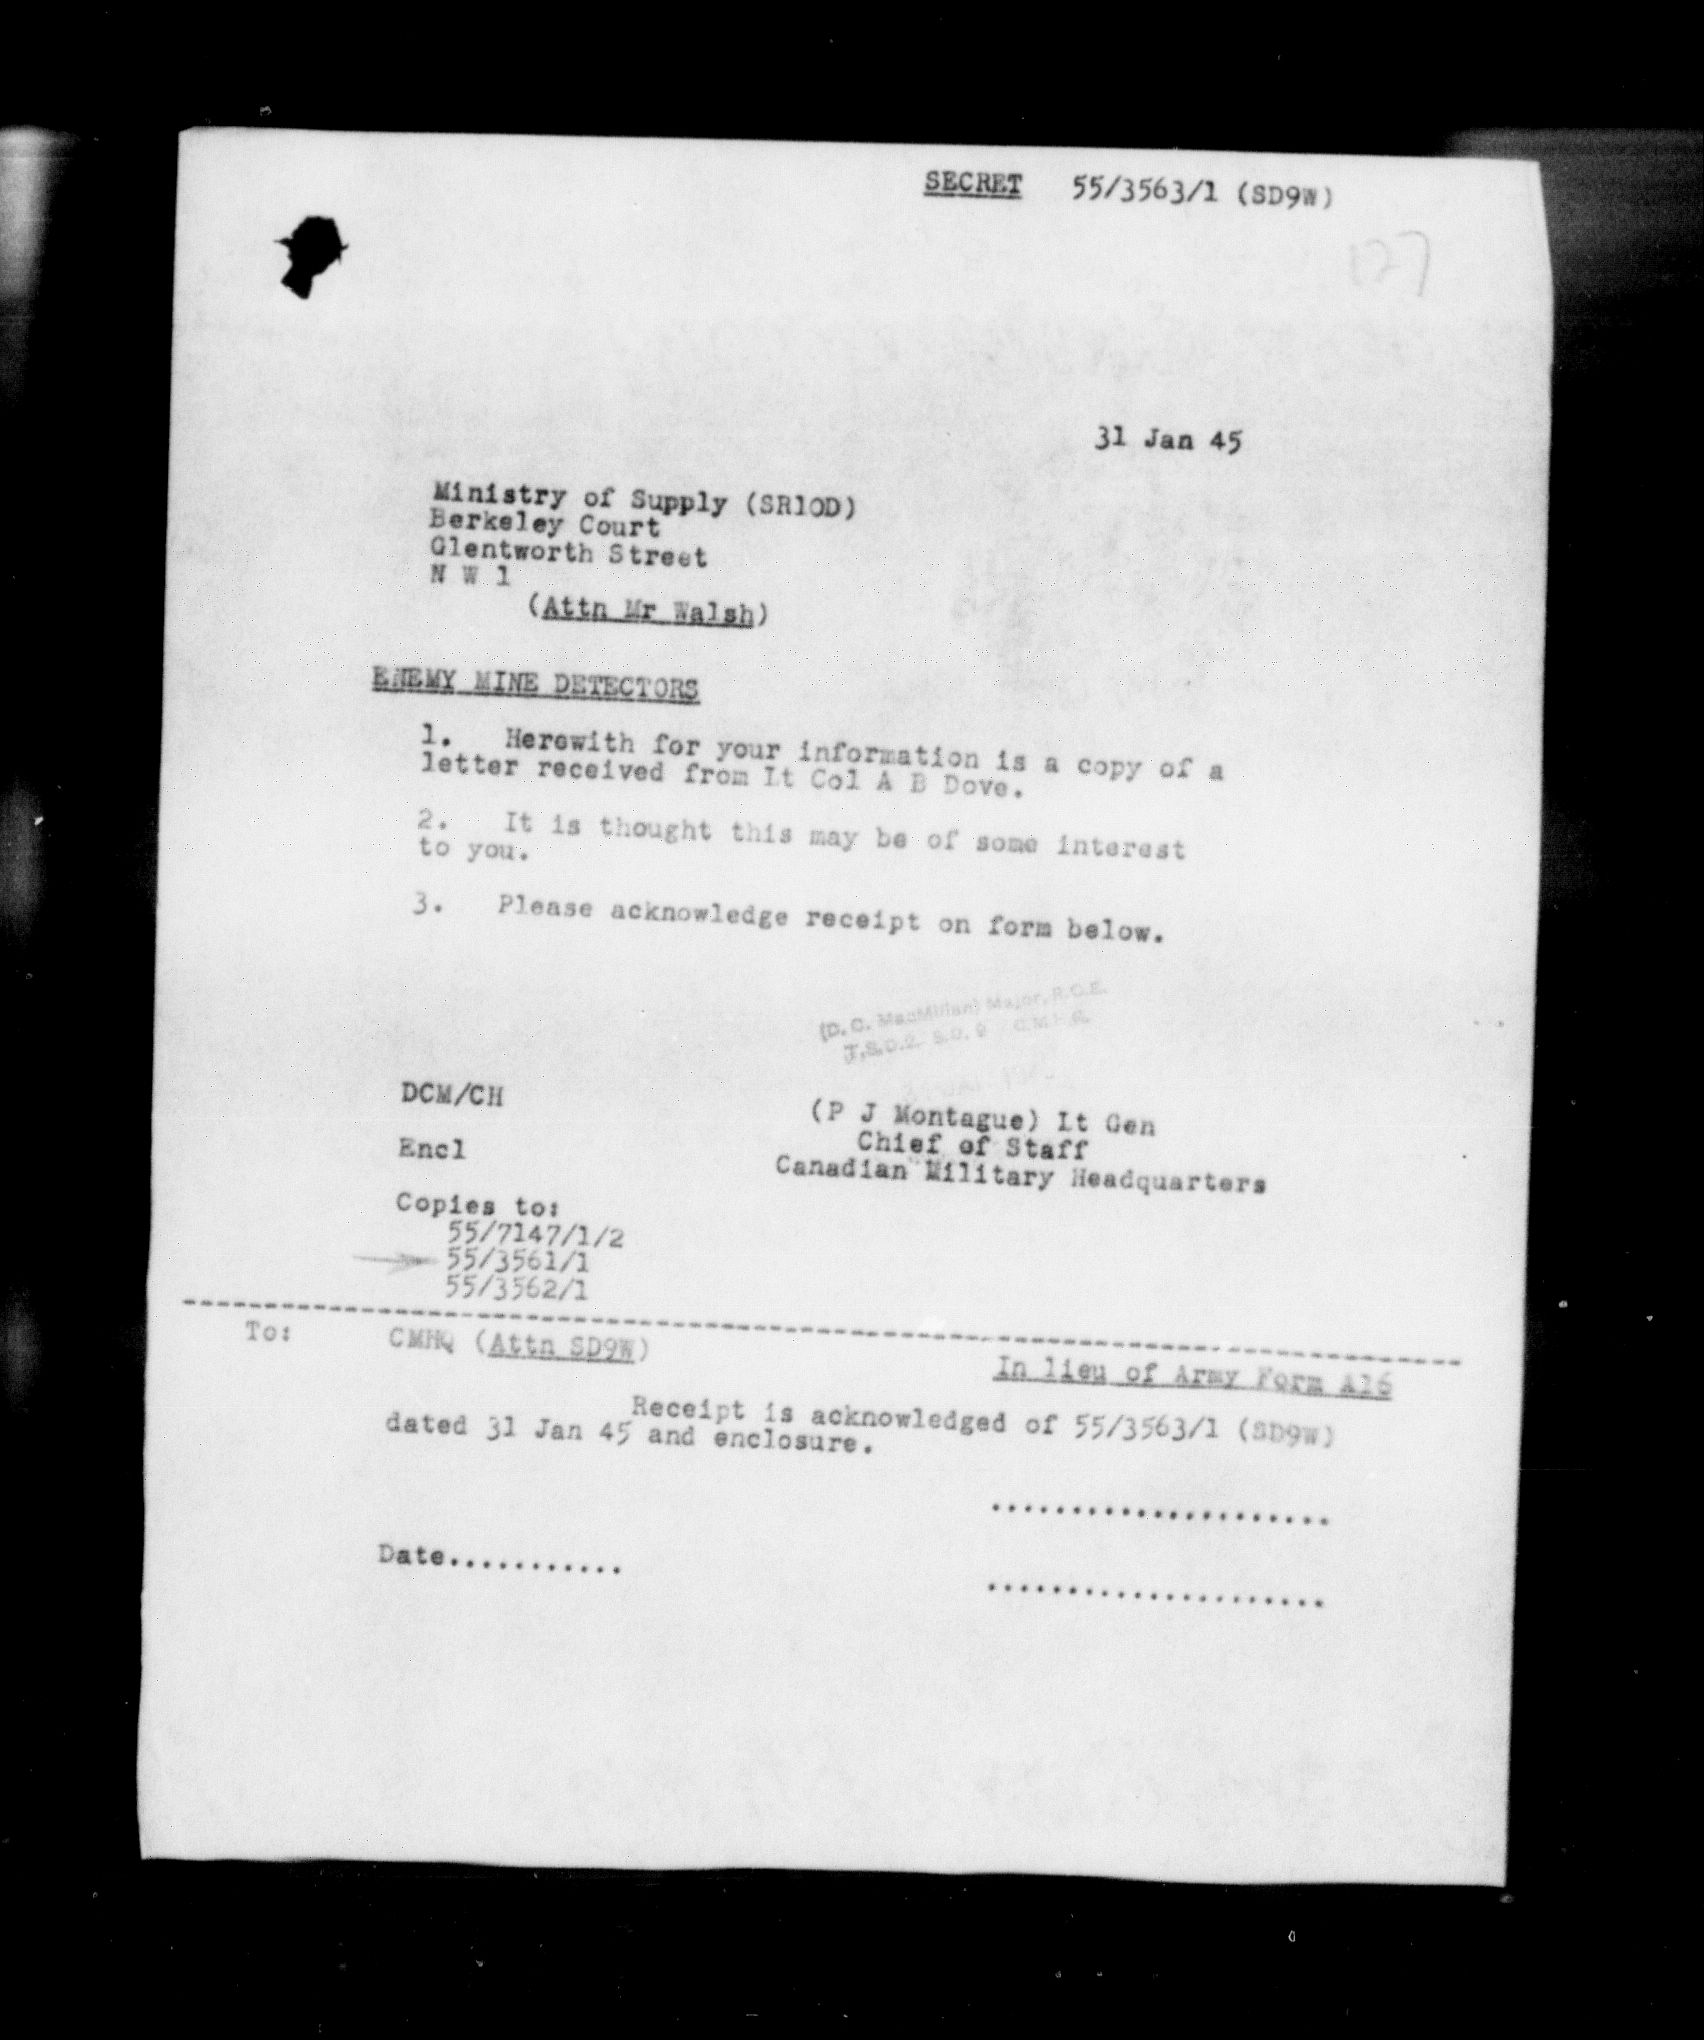 SECRET 55/3563/1 (SD9W)
127
31 Jan 45
Ministry of Supply (SR10D)
Berkeley Court
Glentworth Street
N W 1
(Attn Mr Walsh)
ENEMY MINE DETECTORS
1. Herewith for your information is a copy of a
letter received from Lt Col A B Dove.
2. It is thought this may be of some interest
to you.
3. Please acknowledge receipt on form below.
(D.C. MacMillan) Major, R.C.E.
T.S.O.2 S.D.9 C.M.H.Q.
DCM/CH
(P J Montague) Lt Gen
Chief of Staff
Encl
Canadian Military Headquarters
Copies to:
55/7147/1/2
55/3561/1
55/3562/1
To: CMHQ (Attn SD9W)
In lieu of Army Form A16
Receipt is acknowledged of 55/3563/1 (SD9W)
dated 31 Jan 45 and enclosure.
.....................
Date...........
.....................